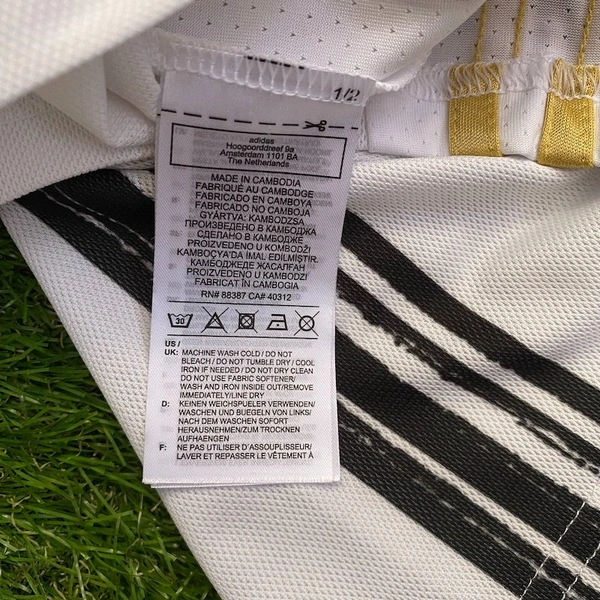 1/2
adidas
Hoogoorddreef 9a
Amsterdam 1101 BA
The Netherlands
MADE IN CAMBODIA
FABRIQUÉ AU CAMBODGE
FABRICADO EN CAMBOYA
FABRICADO NO CAMBOJA
GYÁRTVA: KAMBODZSA
ПРОИЗВЕДЕНО В КАМБОДЖА
СДЕЛАНО В КАМБОДЖЕ
PROIZVEDENO U KOMBODŽI
KAMBOÇYA'DA İMAL EDİLMİŞTİR.
КАМБОДЖЕДЕ ЖАСАЛҒАН
PROIZVEDENO U KAMBODŽI
FABRICAT ÎN CAMBOGIA
RN# 88387 CA# 40312
30
US /
UK: MACHINE WASH COLD / DO NOT
BLEACH / DO NOT TUMBLE DRY / COOL
IRON IF NEEDED / DO NOT DRY CLEAN
DO NOT USE FABRIC SOFTENER/
WASH AND IRON INSIDE OUT/REMOVE
IMMEDIATELY/LINE DRY
D: KEINEN WEICHSPUELER VERWENDEN/
WASCHEN UND BUEGELN VON LINKS/
NACH DEM WASCHEN SOFORT
HERAUSNEHMEN/ZUM TROCKNEN
AUFHAENGEN
F: NE PAS UTILISER D'ASSOUPLISSEUR/
LAVER ET REPASSER LE VÊTEMENT À